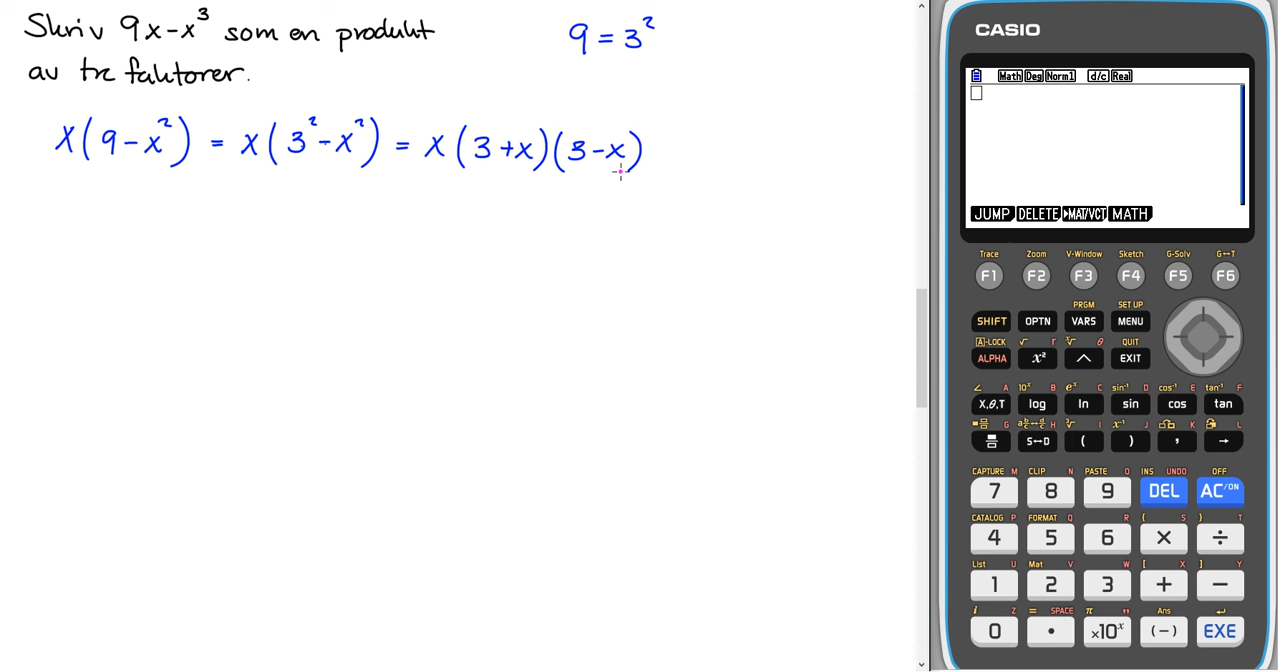 Skriv 9x-x³ som en produkt
av tre faktorer.
9 = 3²
x(9-x²) = x(3²-x²) = x(3+x)(3-x)
CASIO
Math Deg Norm1 d/c Real
JUMP DELETE ▶MAT/VCT MATH
Trace Zoom V-Window Sketch G-Solv G↔T
F1 F2 F3 F4 F5 F6
PRGM SET UP
SHIFT OPTN VARS MENU
A-LOCK √ r ˣ√ θ QUIT
ALPHA x² ^ EXIT
∠ A 10ˣ B eˣ C sin⁻¹ D cos⁻¹ E tan⁻¹ F
X,θ,T log ln sin cos tan
G a b/c↔d/c H ³√ I x⁻¹ J K L
S↔D ( ) , →
CAPTURE M CLIP N PASTE O INS UNDO OFF
7 8 9 DEL AC/ON
CATALOG P FORMAT Q R { S } T
4 5 6 × ÷
List U Mat V W [ X ] Y
1 2 3 + −
i Z = SPACE π " Ans ↵
0 • ×10ˣ (−) EXE